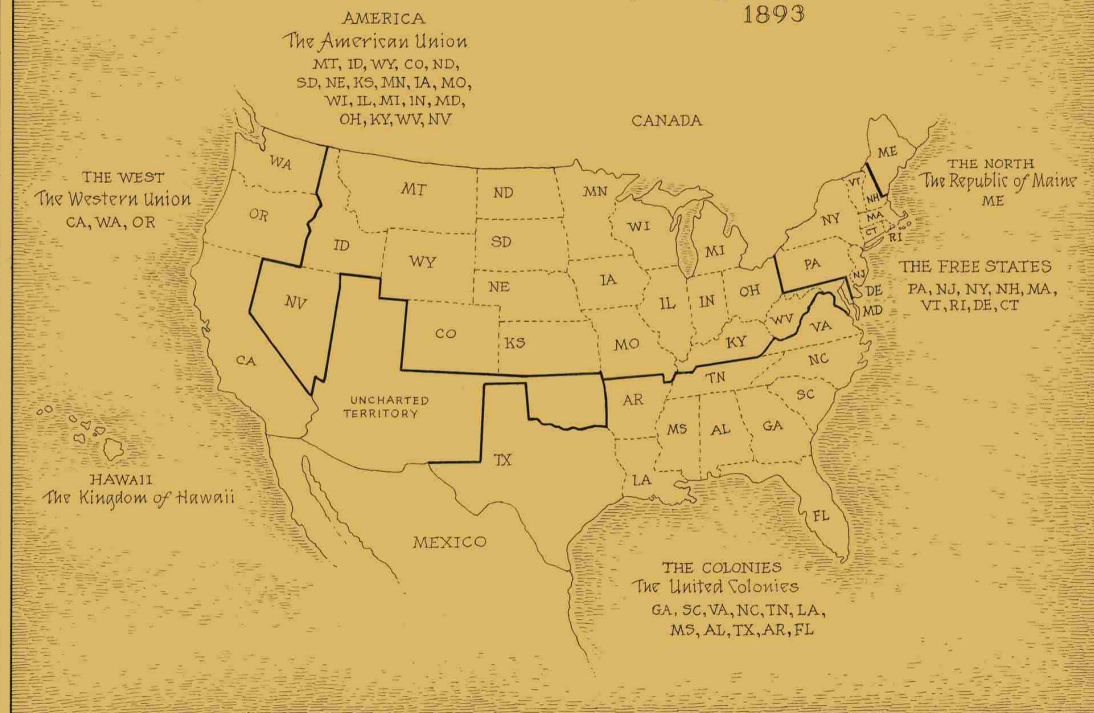 1893
AMERICA
The American Union
MT, ID, WY, CO, ND,
SD, NE, KS, MN, IA, MO,
WI, IL, MI, IN, MD,
OH, KY, WV, NV
CANADA
THE WEST
The Western Union
CA, WA, OR
THE NORTH
The Republic of Maine
ME
THE FREE STATES
PA, NJ, NY, NH, MA,
VT, RI, DE, CT
WA
OR
CA
NV
ID
MT
WY
CO
ND
SD
NE
KS
MN
IA
MO
WI
IL
MI
IN
OH
KY
WV
PA
NY
VT
NH
ME
MA
CT
RI
NJ
DE
MD
VA
NC
SC
TN
GA
AL
MS
AR
LA
FL
TX
UNCHARTED
TERRITORY
MEXICO
HAWAII
The Kingdom of Hawaii
THE COLONIES
The United Colonies
GA, SC, VA, NC, TN, LA,
MS, AL, TX, AR, FL